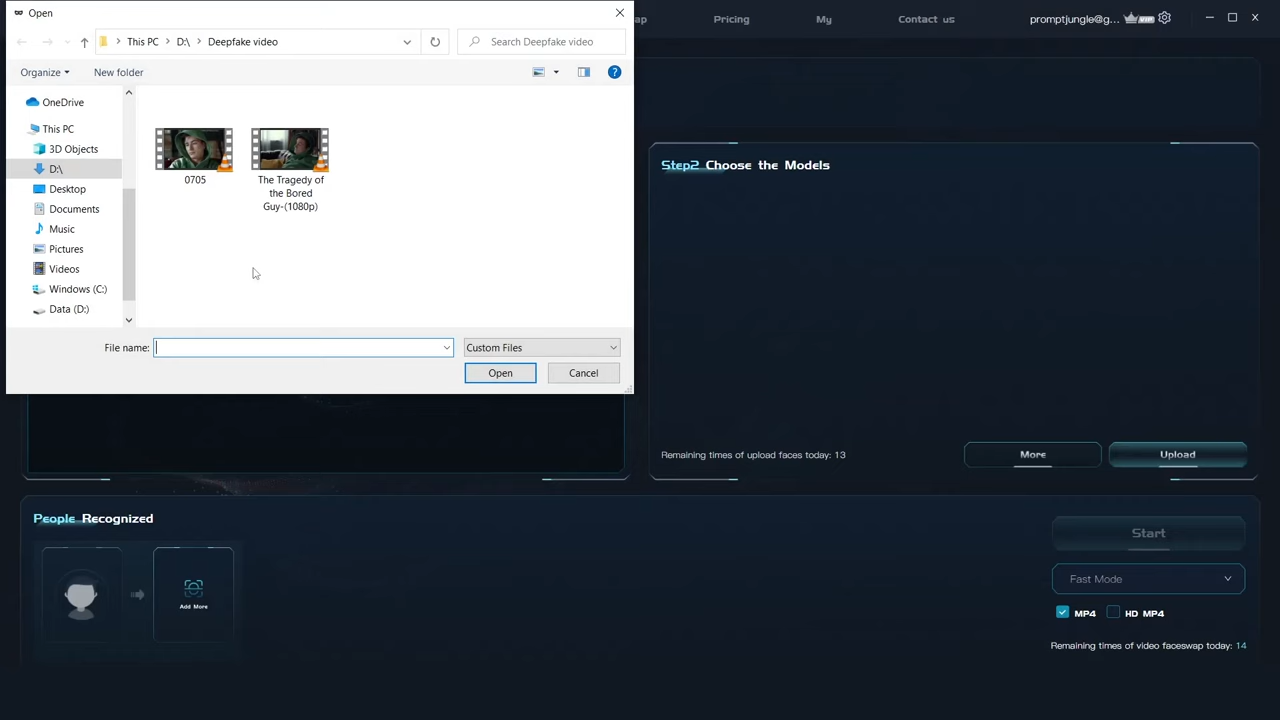 Open
This PC
D:\
Deepfake video
Search Deepfake video
Organize
New folder
OneDrive
This PC
3D Objects
D:\
Desktop
Documents
Music
Pictures
Videos
Windows (C:)
Data (D:)
0705
The Tragedy of
the Bored
Guy-(1080p)
File name:
Custom Files
Open
Cancel
Pricing
My
Contact us
promptjungle@g...
VIP
Step2 Choose the Models
Remaining times of upload faces today: 13
More
Upload
People Recognized
Add More
Start
Fast Mode
MP4
HD MP4
Remaining times of video faceswap today: 14